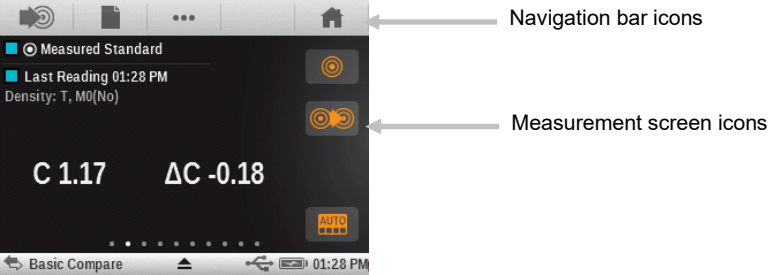 Navigation bar icons
Measured Standard
Last Reading 01:28 PM
Density: T, M0(No)
Measurement screen icons
C 1.17 ΔC -0.18
AUTO
Basic Compare 01:28 PM